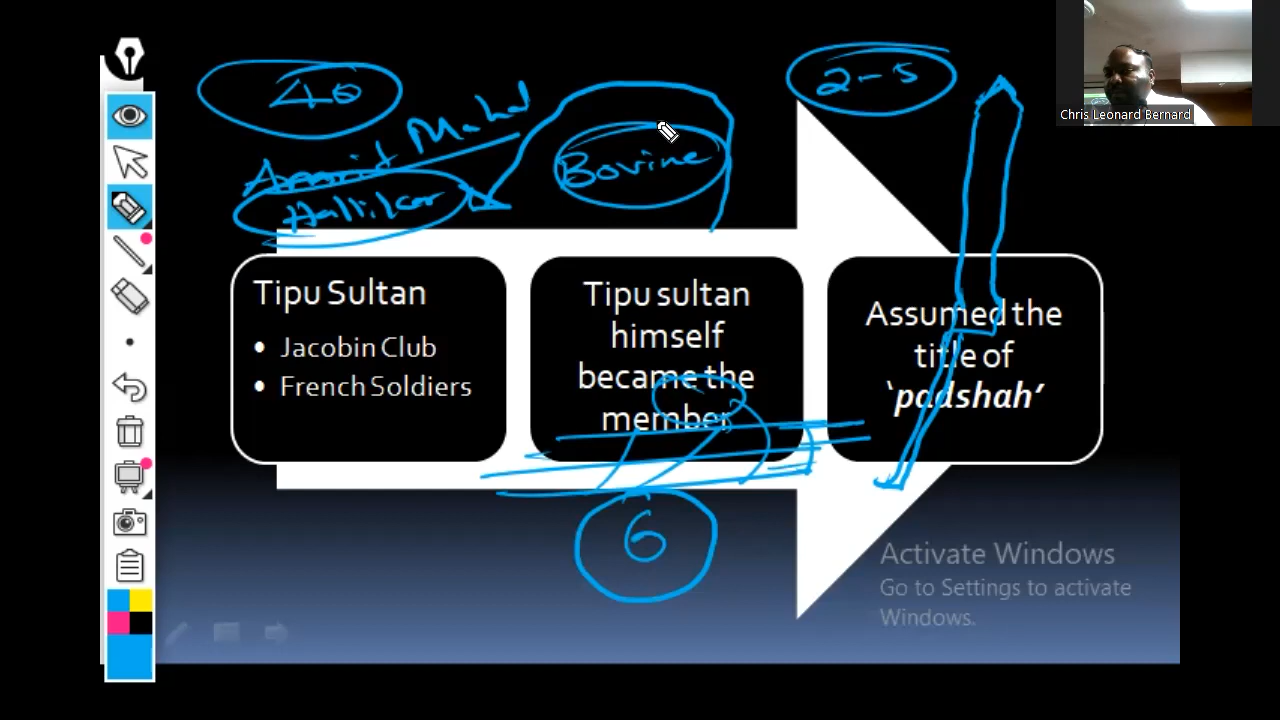 40
2-5
Chris Leonard Bernard
Amrit Mahal
Bovine
Hallikar
Tipu Sultan
• Jacobin Club
• French Soldiers
Tipu sultan
himself
became the
member
Assumed the
title of
‘padshah’
6
Activate Windows
Go to Settings to activate
Windows.